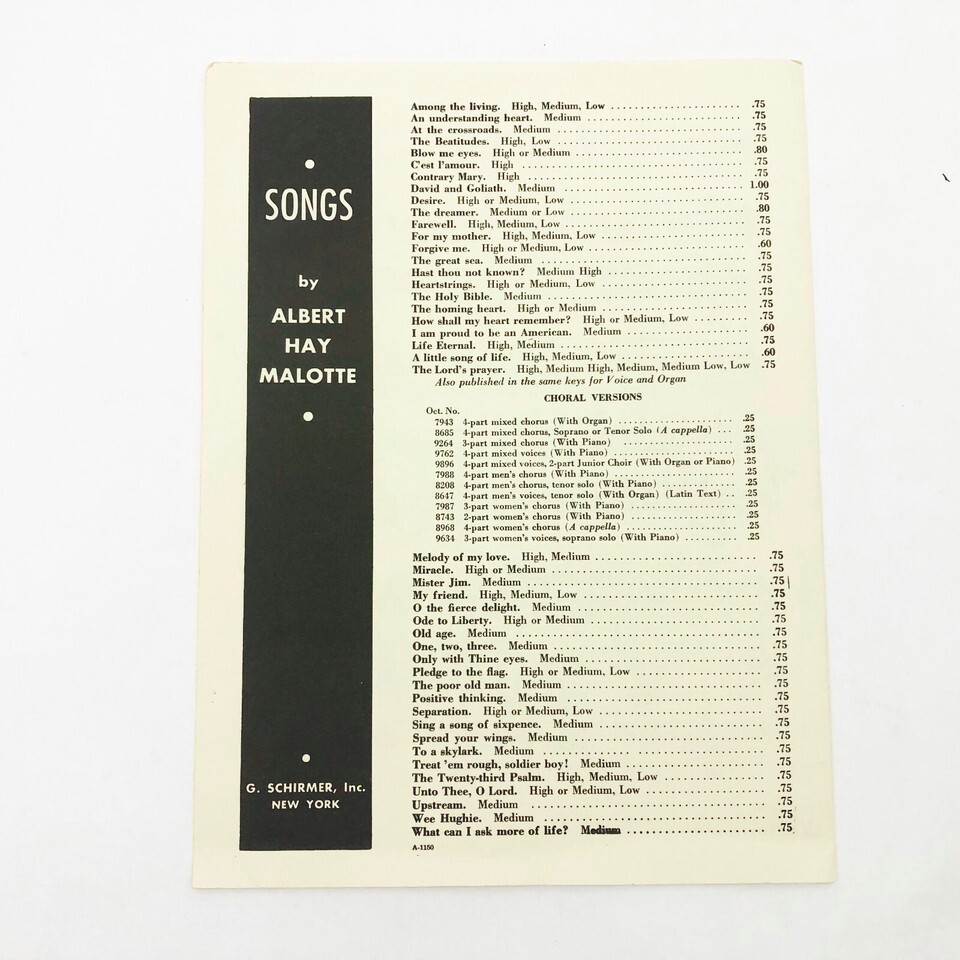 SONGS
by
ALBERT
HAY
MALOTTE
G. SCHIRMER, Inc.
NEW YORK
Among the living. High, Medium, Low . . . . . . . . . . . . . . . . . . . . . . .75
An understanding heart. Medium . . . . . . . . . . . . . . . . . . . . . . . . . . .75
At the crossroads. Medium . . . . . . . . . . . . . . . . . . . . . . . . . . . . . . . .75
The Beatitudes. High, Low . . . . . . . . . . . . . . . . . . . . . . . . . . . . . . . .75
Blow me eyes. High or Medium . . . . . . . . . . . . . . . . . . . . . . . . . . . . .80
C'est l'amour. High . . . . . . . . . . . . . . . . . . . . . . . . . . . . . . . . . . . . . .75
Contrary Mary. High . . . . . . . . . . . . . . . . . . . . . . . . . . . . . . . . . . . . .75
David and Goliath. Medium . . . . . . . . . . . . . . . . . . . . . . . . . . . . . . 1.00
Desire. High or Medium, Low . . . . . . . . . . . . . . . . . . . . . . . . . . . . . .75
The dreamer. Medium or Low . . . . . . . . . . . . . . . . . . . . . . . . . . . . . .80
Farewell. High, Medium, Low . . . . . . . . . . . . . . . . . . . . . . . . . . . . . .75
For my mother. High, Medium, Low . . . . . . . . . . . . . . . . . . . . . . . . .75
Forgive me. High or Medium, Low . . . . . . . . . . . . . . . . . . . . . . . . . . .60
The great sea. Medium . . . . . . . . . . . . . . . . . . . . . . . . . . . . . . . . . . .75
Hast thou not known? Medium High . . . . . . . . . . . . . . . . . . . . . . . .75
Heartstrings. High or Medium, Low . . . . . . . . . . . . . . . . . . . . . . . . .75
The Holy Bible. Medium . . . . . . . . . . . . . . . . . . . . . . . . . . . . . . . . . .75
The homing heart. High or Medium . . . . . . . . . . . . . . . . . . . . . . . . .75
How shall my heart remember? High or Medium, Low . . . . . . . . . .75
I am proud to be an American. Medium . . . . . . . . . . . . . . . . . . . . .60
Life Eternal. High, Medium . . . . . . . . . . . . . . . . . . . . . . . . . . . . . . . .75
A little song of life. High, Medium, Low . . . . . . . . . . . . . . . . . . . . . .60
The Lord's prayer. High, Medium High, Medium, Medium Low, Low .75
Also published in the same keys for Voice and Organ
CHORAL VERSIONS
Oct. No.
7943 4-part mixed chorus (With Organ) . . . . . . . . . . . . . . . . . . . . .25
8685 4-part mixed chorus, Soprano or Tenor Solo (A cappella) . . . .25
9264 3-part mixed chorus (With Piano) . . . . . . . . . . . . . . . . . . . . .25
9762 4-part mixed voices (With Piano) . . . . . . . . . . . . . . . . . . . . .25
9896 4-part mixed voices, 2-part Junior Choir (With Organ or Piano) .25
7988 4-part men's chorus (With Piano) . . . . . . . . . . . . . . . . . . . . .25
8208 4-part men's chorus, tenor solo (With Piano) . . . . . . . . . . . . .25
8647 4-part men's voices, tenor solo (With Organ) (Latin Text) . . .25
7987 3-part women's chorus (With Piano) . . . . . . . . . . . . . . . . . . .25
8743 2-part women's chorus (With Piano) . . . . . . . . . . . . . . . . . . .25
8968 4-part women's chorus (A cappella) . . . . . . . . . . . . . . . . . . .25
9634 3-part women's voices, soprano solo (With Piano) . . . . . . . . . .25
Melody of my love. High, Medium . . . . . . . . . . . . . . . . . . . . . . . . . . .75
Miracle. High or Medium . . . . . . . . . . . . . . . . . . . . . . . . . . . . . . . . . .75
Mister Jim. Medium . . . . . . . . . . . . . . . . . . . . . . . . . . . . . . . . . . . . . .75
My friend. High, Medium, Low . . . . . . . . . . . . . . . . . . . . . . . . . . . . .75
O the fierce delight. Medium . . . . . . . . . . . . . . . . . . . . . . . . . . . . . . .75
Ode to Liberty. High or Medium . . . . . . . . . . . . . . . . . . . . . . . . . . . .75
Old age. Medium . . . . . . . . . . . . . . . . . . . . . . . . . . . . . . . . . . . . . . . .75
One, two, three. Medium . . . . . . . . . . . . . . . . . . . . . . . . . . . . . . . . . .75
Only with Thine eyes. Medium . . . . . . . . . . . . . . . . . . . . . . . . . . . . .75
Pledge to the flag. High or Medium, Low . . . . . . . . . . . . . . . . . . . . .75
The poor old man. Medium . . . . . . . . . . . . . . . . . . . . . . . . . . . . . . . .75
Positive thinking. Medium . . . . . . . . . . . . . . . . . . . . . . . . . . . . . . . . .75
Separation. High or Medium, Low . . . . . . . . . . . . . . . . . . . . . . . . . . .75
Sing a song of sixpence. Medium . . . . . . . . . . . . . . . . . . . . . . . . . . .75
Spread your wings. Medium . . . . . . . . . . . . . . . . . . . . . . . . . . . . . . .75
To a skylark. Medium . . . . . . . . . . . . . . . . . . . . . . . . . . . . . . . . . . . . .75
Treat 'em rough, soldier boy! Medium . . . . . . . . . . . . . . . . . . . . . . .75
The Twenty-third Psalm. High, Medium, Low . . . . . . . . . . . . . . . . . .75
Unto Thee, O Lord. High or Medium, Low . . . . . . . . . . . . . . . . . . . . .75
Upstream. Medium . . . . . . . . . . . . . . . . . . . . . . . . . . . . . . . . . . . . . . .75
Wee Hughie. Medium . . . . . . . . . . . . . . . . . . . . . . . . . . . . . . . . . . . . .75
What can I ask more of life? Medium . . . . . . . . . . . . . . . . . . . . . . . .75
A-1150